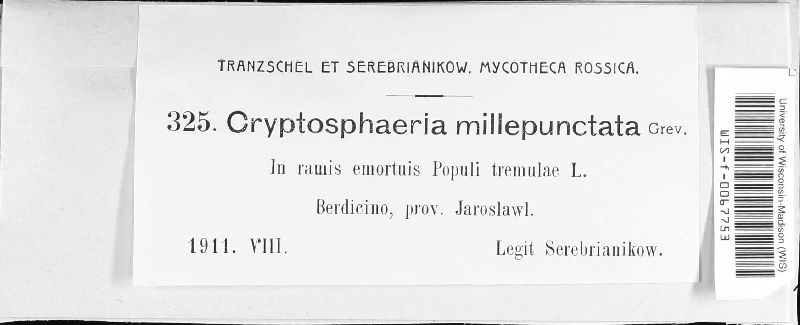 TRANZSCHEL ET SEREBRIANIKOW, MYCOTHECA ROSSICA.
325. Cryptosphaeria millepunctata Grev.
In ramis emortuis Populi tremulae L.
Berdicino, prov. Jaroslawl.
1911. VIII. Legit Serebrianikow.
University of Wisconsin-Madison (WIS)
WIS-f-0067753